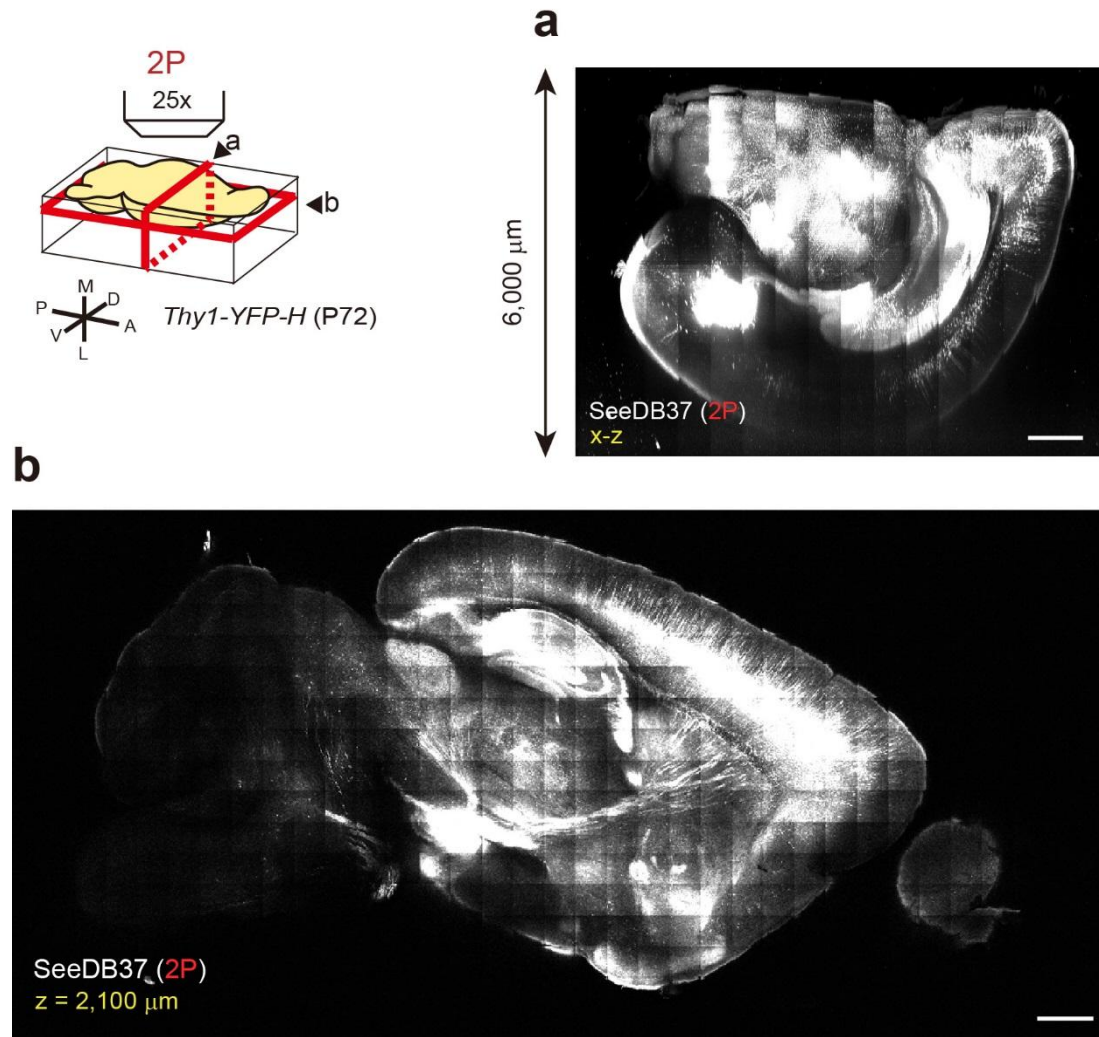 a
2P
25x
a
b
M
D
P
A
V
L
Thy1-YFP-H (P72)
6,000 μm
SeeDB37 (2P)
x-z
b
SeeDB37 (2P)
z = 2,100 μm